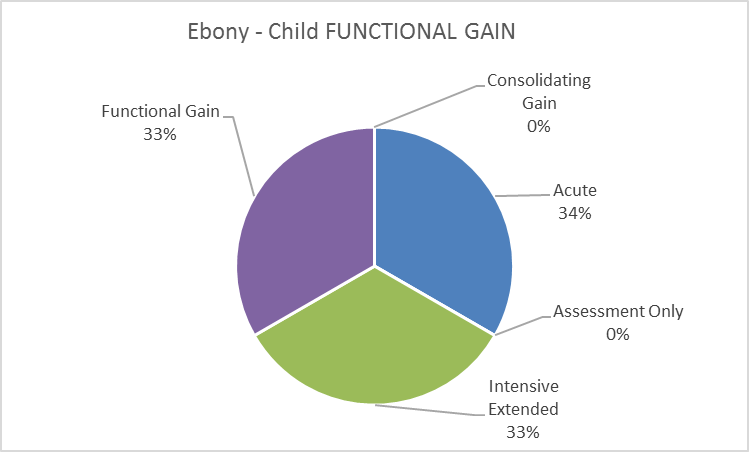 Ebony - Child FUNCTIONAL GAIN
Consolidating
Gain
0%
Functional Gain
33%
Acute
34%
Assessment Only
0%
Intensive
Extended
33%